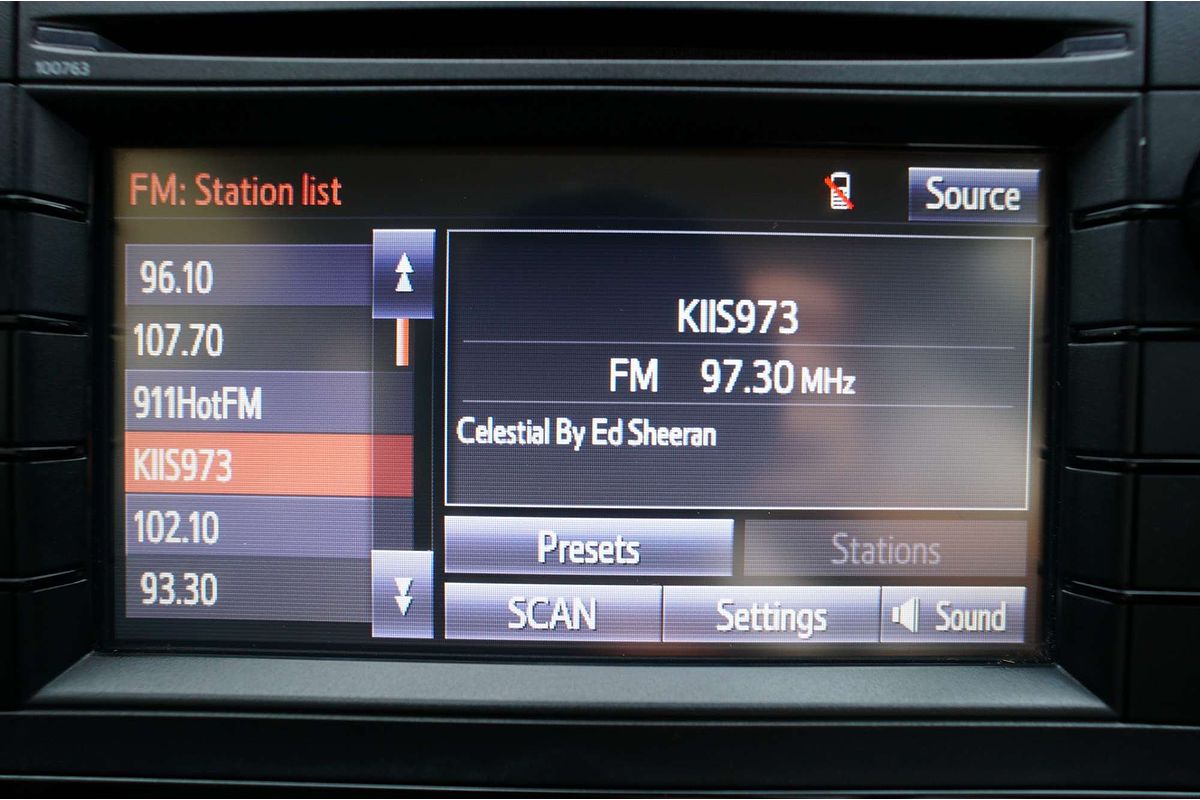 100763
FM: Station list
Source
96.10
107.70
911HotFM
KIIS973
102.10
93.30
KIIS973
FM 97.30 MHz
Celestial By Ed Sheeran
Presets
Stations
SCAN
Settings
Sound